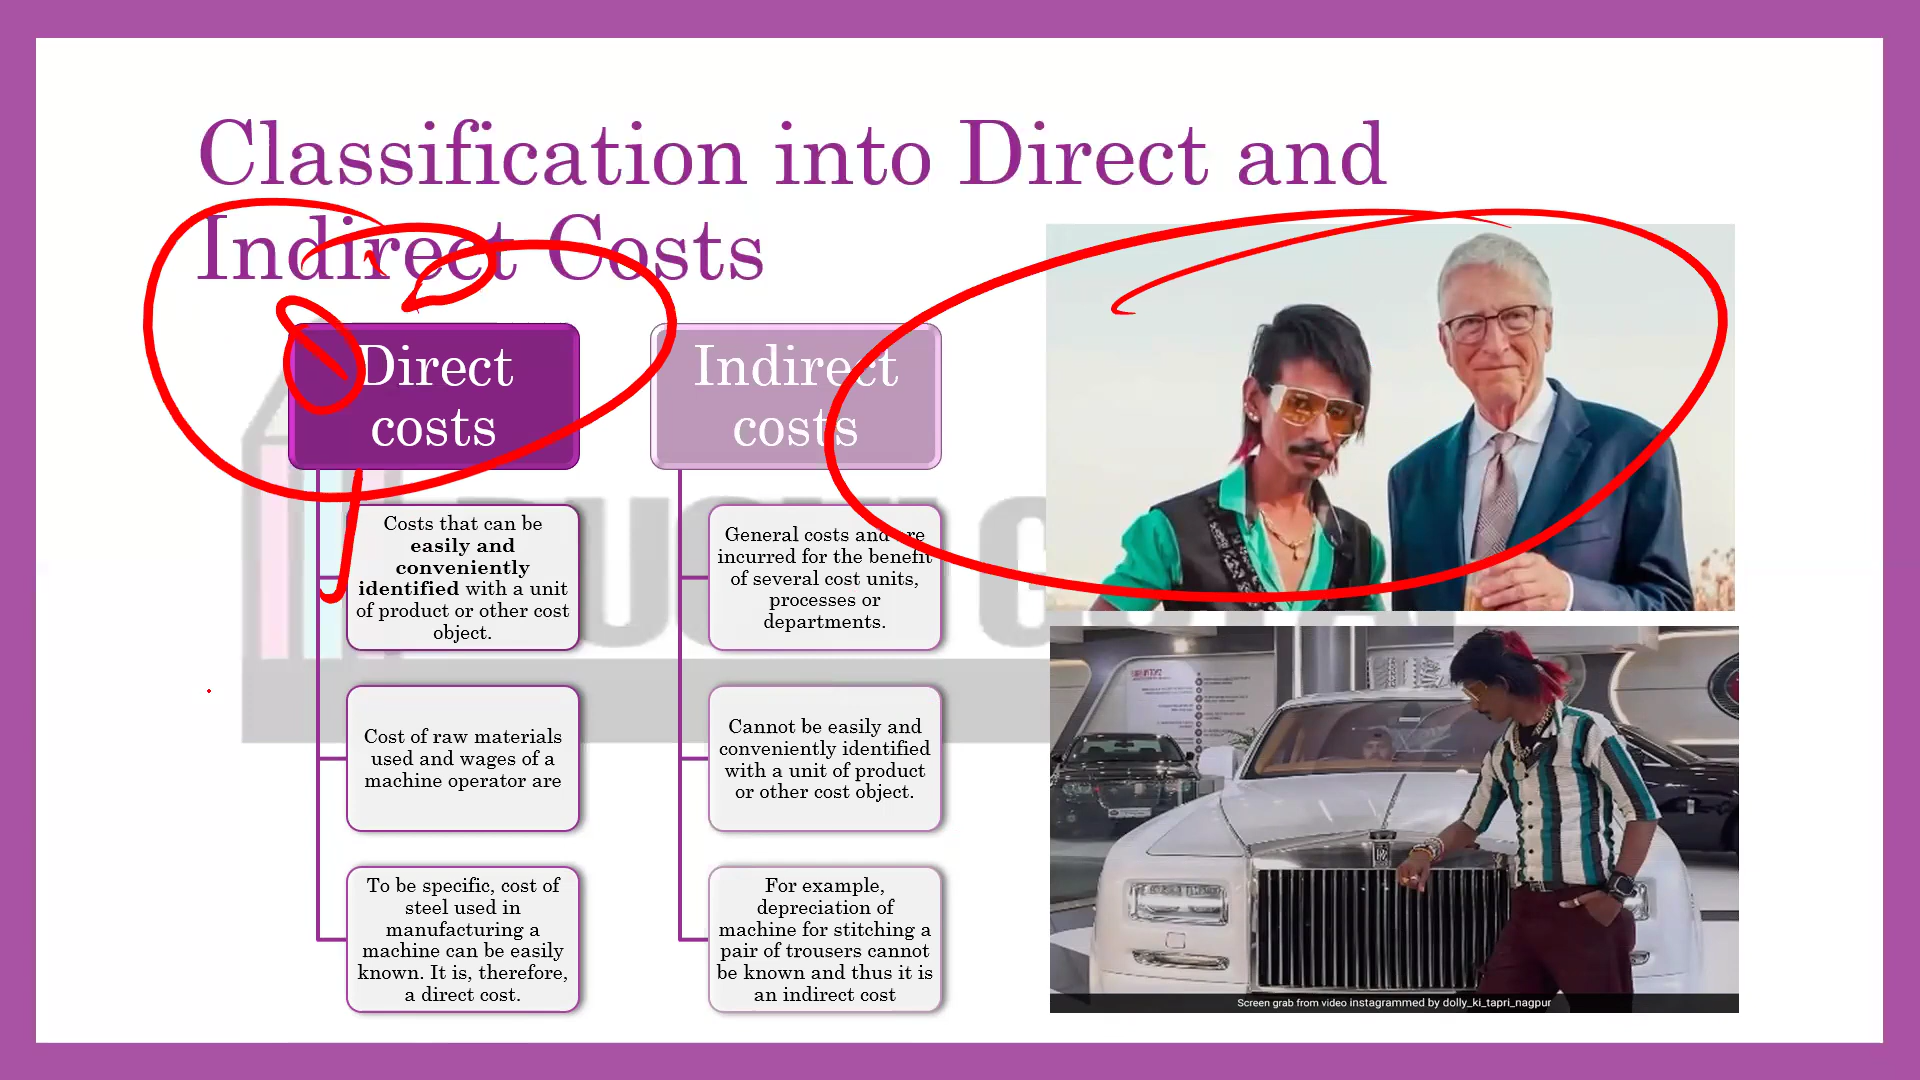 Classification into Direct and
Indirect Costs
Direct
costs
Costs that can be
easily and
conveniently
identified with a unit
of product or other cost
object.
Cost of raw materials
used and wages of a
machine operator are
To be specific, cost of
steel used in
manufacturing a
machine can be easily
known. It is, therefore,
a direct cost.
Indirect
costs
General costs and are
incurred for the benefit
of several cost units,
processes or
departments.
Cannot be easily and
conveniently identified
with a unit of product
or other cost object.
For example,
depreciation of
machine for stitching a
pair of trousers cannot
be known and thus it is
an indirect cost
Screen grab from video instagrammed by dolly_ki_tapri_nagpur